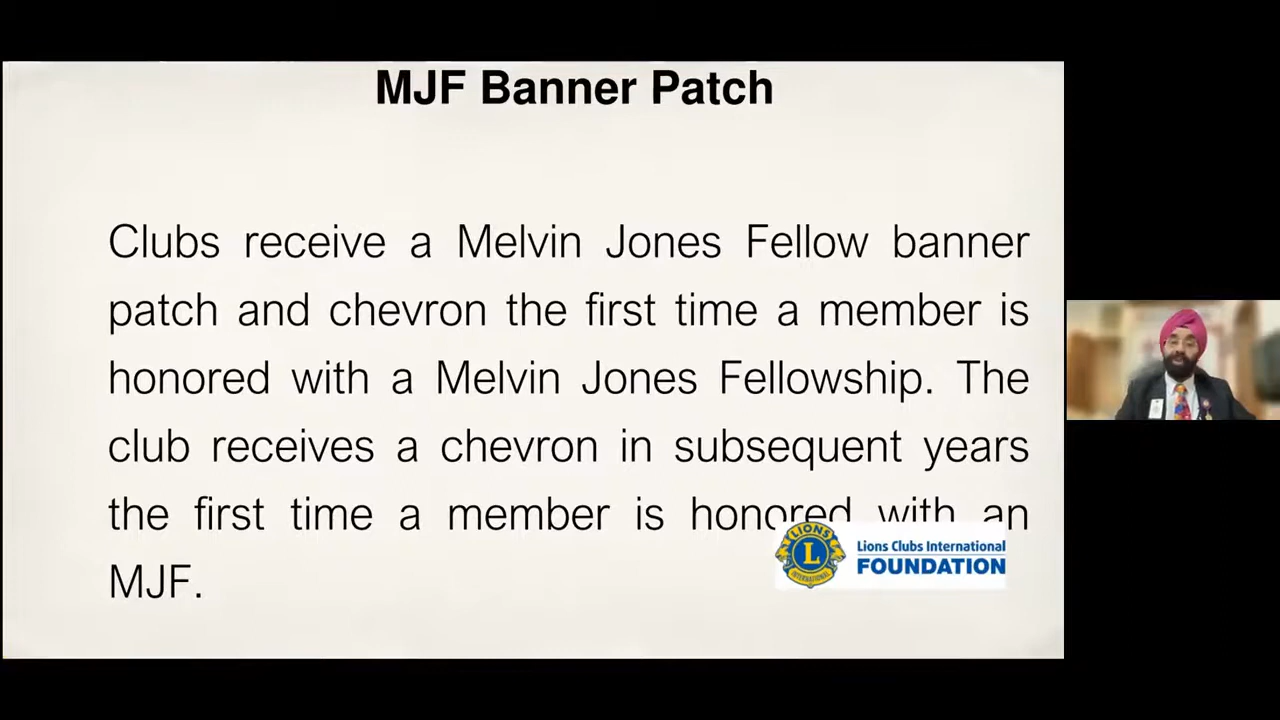 MJF Banner Patch
Clubs receive a Melvin Jones Fellow banner
patch and chevron the first time a member is
honored with a Melvin Jones Fellowship. The
club receives a chevron in subsequent years
the first time a member is honored with an
MJF.
LIONS
L
INTERNATIONAL
Lions Clubs International
FOUNDATION